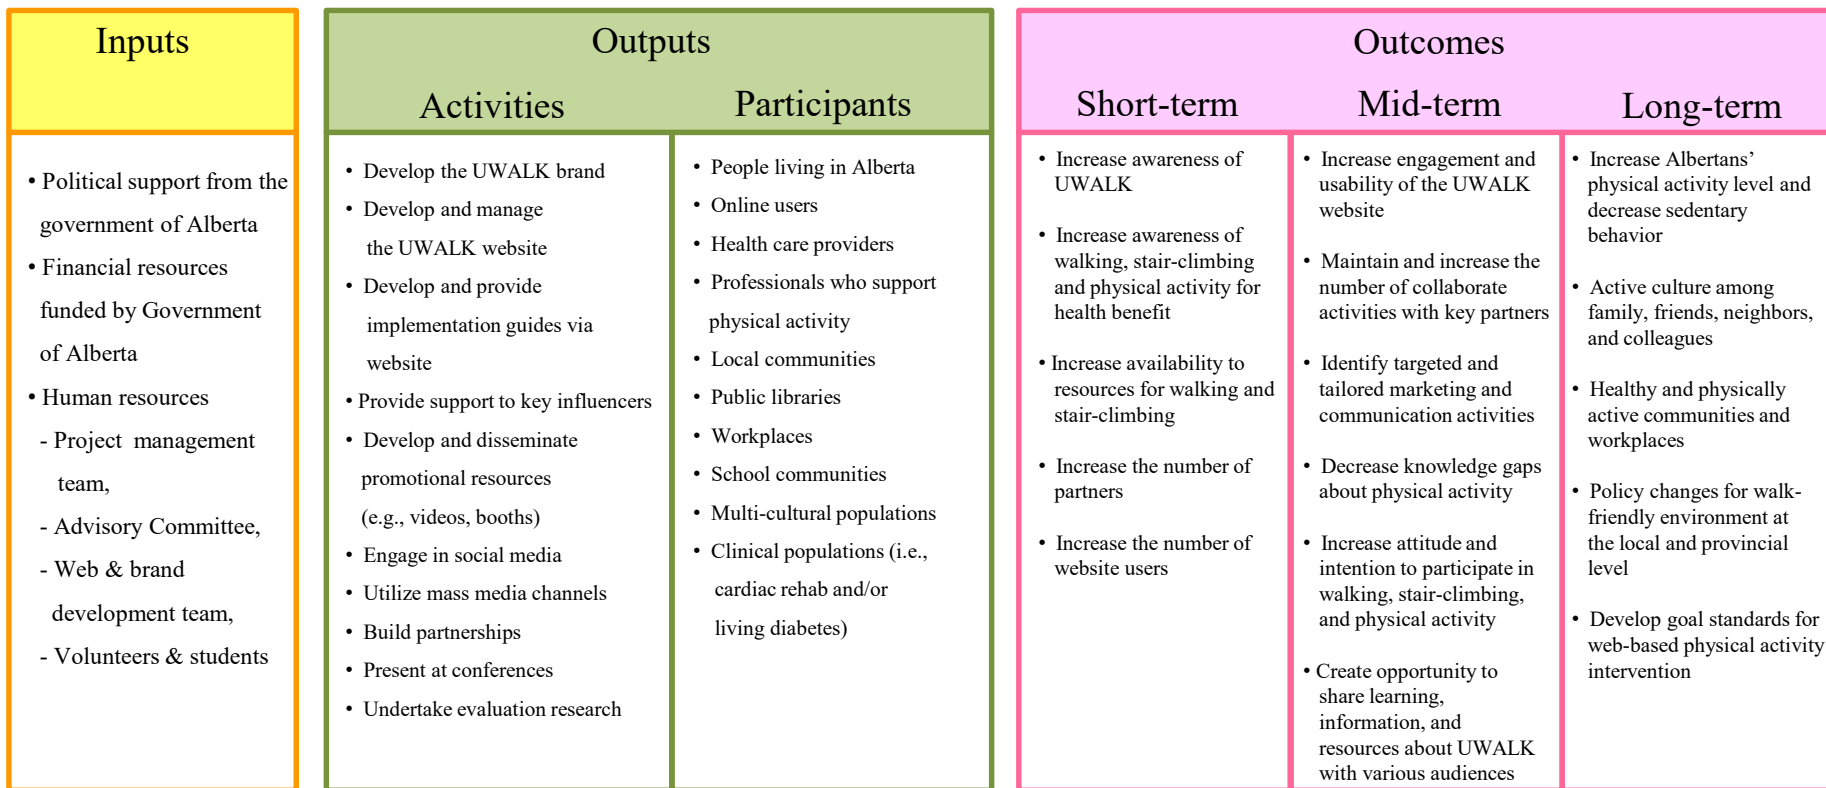 Inputs
• Political support from the
government of Alberta
• Financial resources
funded by Government
of Alberta
• Human resources
- Project management
team,
- Advisory Committee,
- Web & brand
development team,
- Volunteers & students
Outputs
Activities
• Develop the UWALK brand
• Develop and manage
the UWALK website
• Develop and provide
implementation guides via
website
• Provide support to key influencers
• Develop and disseminate
promotional resources
(e.g., videos, booths)
• Engage in social media
• Utilize mass media channels
• Build partnerships
• Present at conferences
• Undertake evaluation research
Participants
• People living in Alberta
• Online users
• Health care providers
• Professionals who support
physical activity
• Local communities
• Public libraries
• Workplaces
• School communities
• Multi-cultural populations
• Clinical populations (i.e.,
cardiac rehab and/or
living diabetes)
Outcomes
Short-term
• Increase awareness of
UWALK
• Increase awareness of
walking, stair-climbing
and physical activity for
health benefit
• Increase availability to
resources for walking and
stair-climbing
• Increase the number of
partners
• Increase the number of
website users
Mid-term
• Increase engagement and
usability of the UWALK
website
• Maintain and increase the
number of collaborate
activities with key partners
• Identify targeted and
tailored marketing and
communication activities
• Decrease knowledge gaps
about physical activity
• Increase attitude and
intention to participate in
walking, stair-climbing,
and physical activity
• Create opportunity to
share learning,
information, and
resources about UWALK
with various audiences
Long-term
• Increase Albertans’
physical activity level and
decrease sedentary
behavior
• Active culture among
family, friends, neighbors,
and colleagues
• Healthy and physically
active communities and
workplaces
• Policy changes for walk-
friendly environment at
the local and provincial
level
• Develop goal standards for
web-based physical activity
intervention